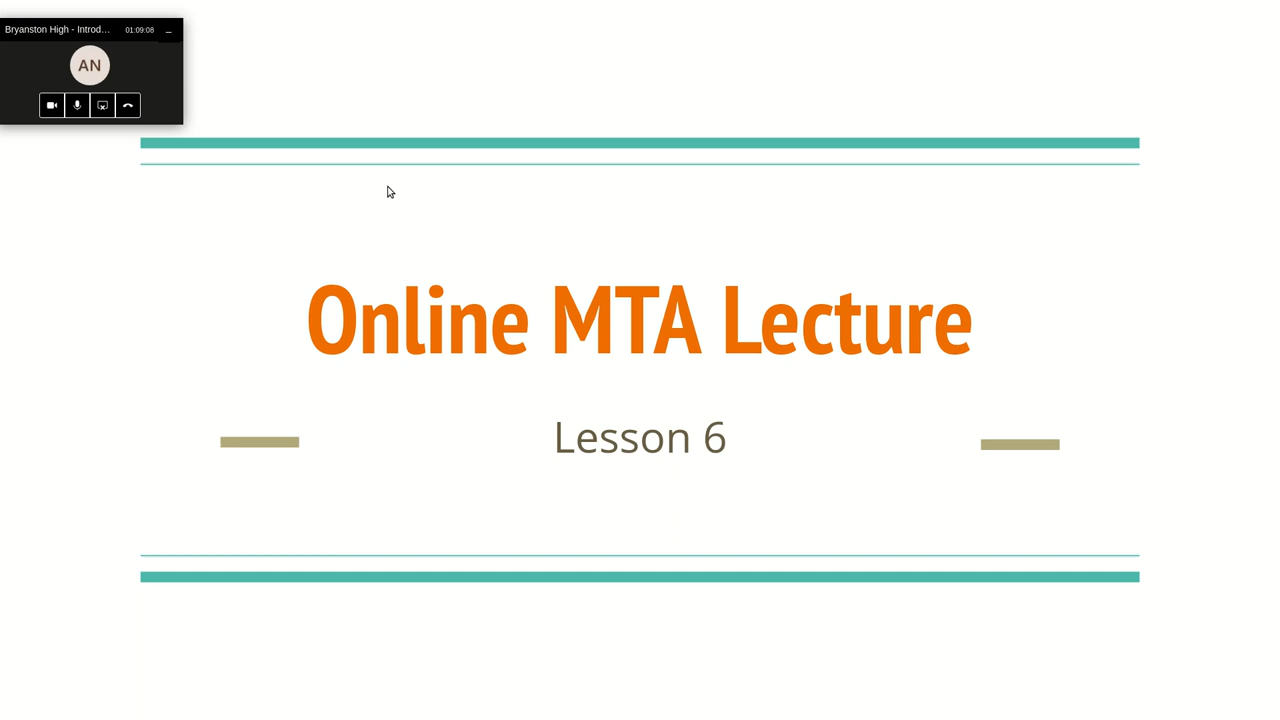 Bryanston High - Introd... 01:09:08
AN
Online MTA Lecture
Lesson 6